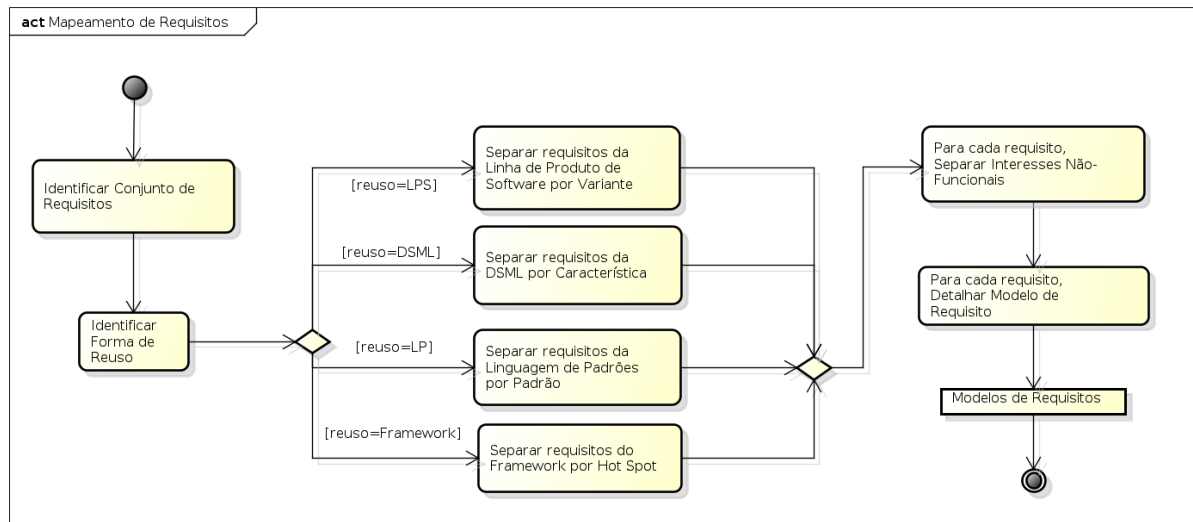 act Mapeamento de Requisitos
Identificar Conjunto de
Requisitos
Identificar
Forma de
Reuso
[reuso=LPS]
Separar requisitos da
Linha de Produto de
Software por Variante
[reuso=DSML]
Separar requisitos da
DSML por Característica
[reuso=LP]
Separar requisitos da
Linguagem de Padrões
por Padrão
[reuso=Framework]
Separar requisitos do
Framework por Hot Spot
Para cada requisito,
Separar Interesses Não-
Funcionais
Para cada requisito,
Detalhar Modelo de
Requisito
Modelos de Requisitos